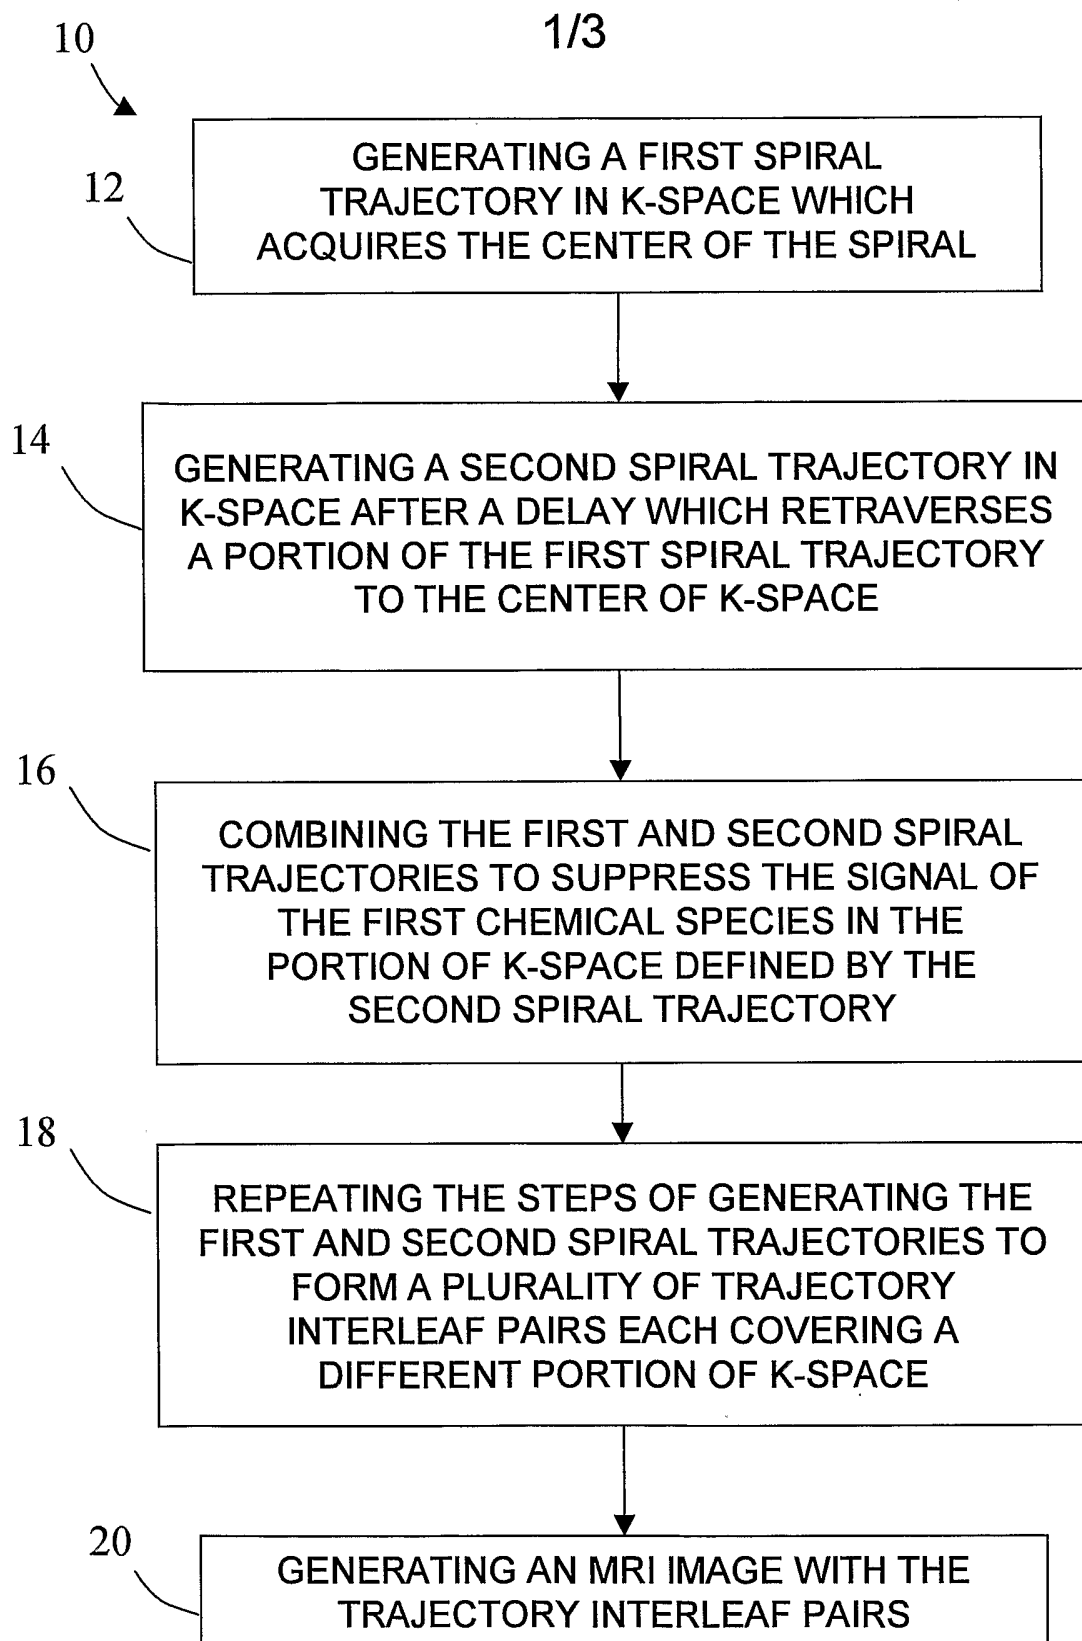 1/3
10
12
GENERATING A FIRST SPIRAL
TRAJECTORY IN K-SPACE WHICH
ACQUIRES THE CENTER OF THE SPIRAL
14
GENERATING A SECOND SPIRAL TRAJECTORY IN
K-SPACE AFTER A DELAY WHICH RETRAVERSES
A PORTION OF THE FIRST SPIRAL TRAJECTORY
TO THE CENTER OF K-SPACE
16
COMBINING THE FIRST AND SECOND SPIRAL
TRAJECTORIES TO SUPPRESS THE SIGNAL OF
THE FIRST CHEMICAL SPECIES IN THE
PORTION OF K-SPACE DEFINED BY THE
SECOND SPIRAL TRAJECTORY
18
REPEATING THE STEPS OF GENERATING THE
FIRST AND SECOND SPIRAL TRAJECTORIES TO
FORM A PLURALITY OF TRAJECTORY
INTERLEAF PAIRS EACH COVERING A
DIFFERENT PORTION OF K-SPACE
20
GENERATING AN MRI IMAGE WITH THE
TRAJECTORY INTERLEAF PAIRS